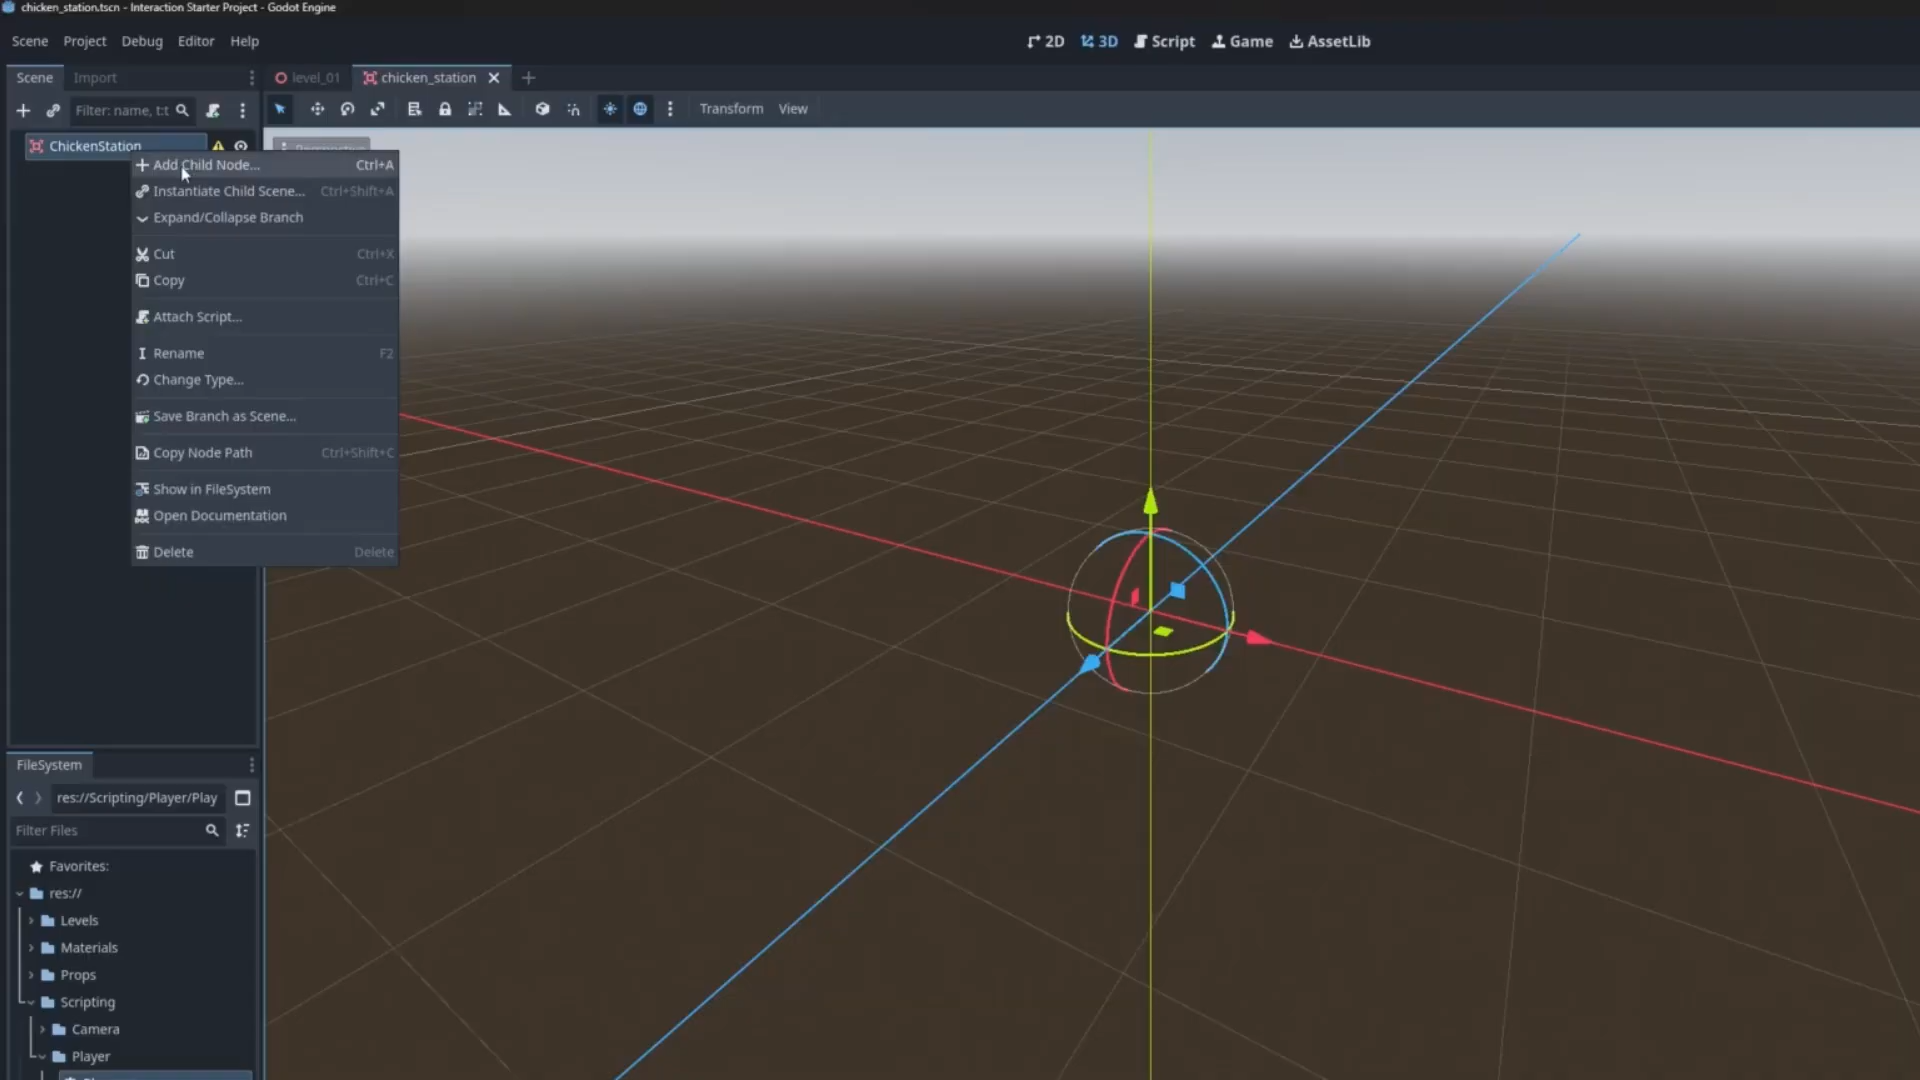 chicken_station.tscn - Interaction Starter Project - Godot Engine
Scene Project Debug Editor Help
2D 3D Script Game AssetLib
Scene Import
level_01 chicken_station
Filter: name, t:t
Transform View
ChickenStation
Perspective
Add Child Node... Ctrl+A
Instantiate Child Scene... Ctrl+Shift+A
Expand/Collapse Branch
Cut Ctrl+X
Copy Ctrl+C
Attach Script...
Rename F2
Change Type...
Save Branch as Scene...
Copy Node Path Ctrl+Shift+C
Show in FileSystem
Open Documentation
Delete Delete
FileSystem
res://Scripting/Player/Play
Filter Files
Favorites:
res://
Levels
Materials
Props
Scripting
Camera
Player